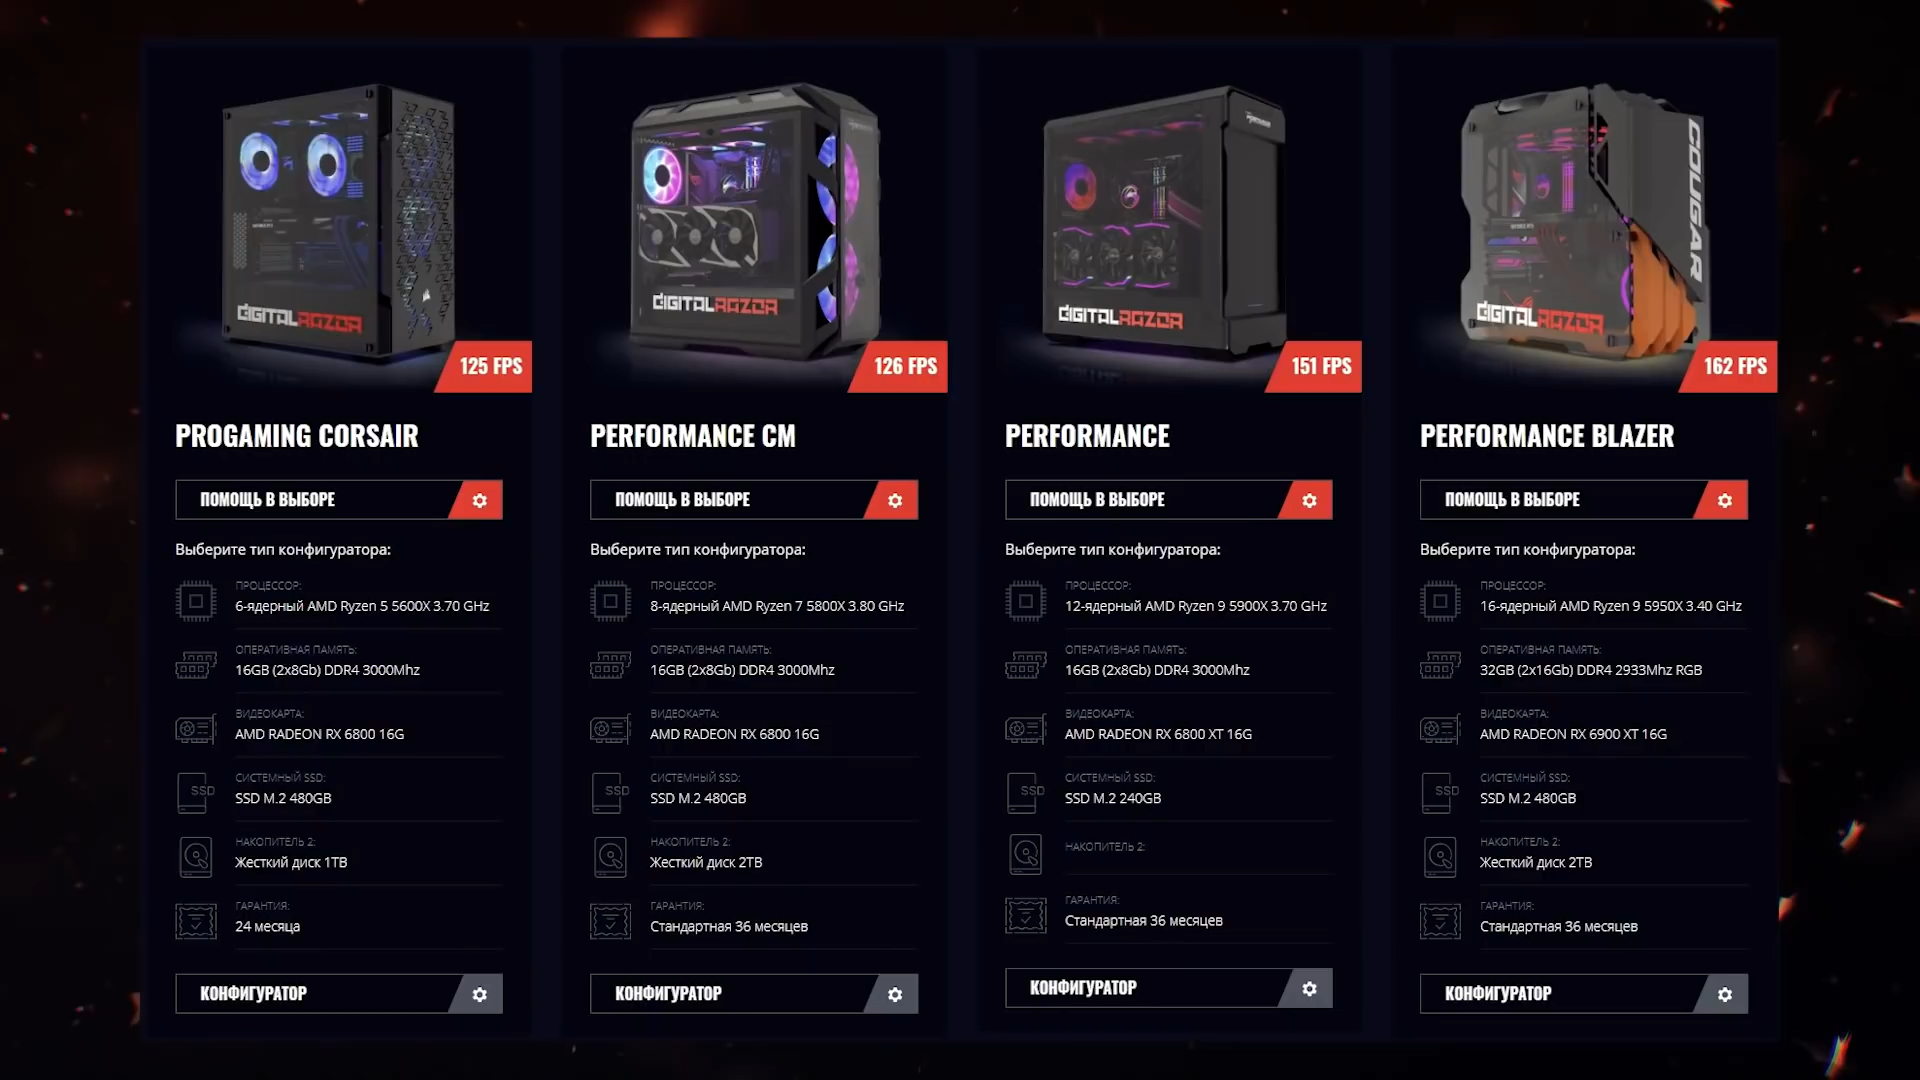 DIGITALRAZOR
125 FPS
PROGAMING CORSAIR
ПОМОЩЬ В ВЫБОРЕ
Выберите тип конфигуратора:
ПРОЦЕССОР:
6-ядерный AMD Ryzen 5 5600X 3.70 GHz
ОПЕРАТИВНАЯ ПАМЯТЬ:
16GB (2x8Gb) DDR4 3000Mhz
ВИДЕОКАРТА:
AMD RADEON RX 6800 16G
СИСТЕМНЫЙ SSD:
SSD
SSD M.2 480GB
НАКОПИТЕЛЬ 2:
Жесткий диск 1TB
ГАРАНТИЯ:
24 месяца
КОНФИГУРАТОР
DIGITALRAZOR
126 FPS
PERFORMANCE CM
ПОМОЩЬ В ВЫБОРЕ
Выберите тип конфигуратора:
ПРОЦЕССОР:
8-ядерный AMD Ryzen 7 5800X 3.80 GHz
ОПЕРАТИВНАЯ ПАМЯТЬ:
16GB (2x8Gb) DDR4 3000Mhz
ВИДЕОКАРТА:
AMD RADEON RX 6800 16G
СИСТЕМНЫЙ SSD:
SSD
SSD M.2 480GB
НАКОПИТЕЛЬ 2:
Жесткий диск 2TB
ГАРАНТИЯ:
Стандартная 36 месяцев
КОНФИГУРАТОР
DIGITALRAZOR
151 FPS
PERFORMANCE
ПОМОЩЬ В ВЫБОРЕ
Выберите тип конфигуратора:
ПРОЦЕССОР:
12-ядерный AMD Ryzen 9 5900X 3.70 GHz
ОПЕРАТИВНАЯ ПАМЯТЬ:
16GB (2x8Gb) DDR4 3000Mhz
ВИДЕОКАРТА:
AMD RADEON RX 6800 XT 16G
СИСТЕМНЫЙ SSD:
SSD
SSD M.2 240GB
НАКОПИТЕЛЬ 2:
ГАРАНТИЯ:
Стандартная 36 месяцев
КОНФИГУРАТОР
COUGAR
DIGITALRAZOR
162 FPS
PERFORMANCE BLAZER
ПОМОЩЬ В ВЫБОРЕ
Выберите тип конфигуратора:
ПРОЦЕССОР:
16-ядерный AMD Ryzen 9 5950X 3.40 GHz
ОПЕРАТИВНАЯ ПАМЯТЬ:
32GB (2x16Gb) DDR4 2933Mhz RGB
ВИДЕОКАРТА:
AMD RADEON RX 6900 XT 16G
СИСТЕМНЫЙ SSD:
SSD
SSD M.2 480GB
НАКОПИТЕЛЬ 2:
Жесткий диск 2TB
ГАРАНТИЯ:
Стандартная 36 месяцев
КОНФИГУРАТОР